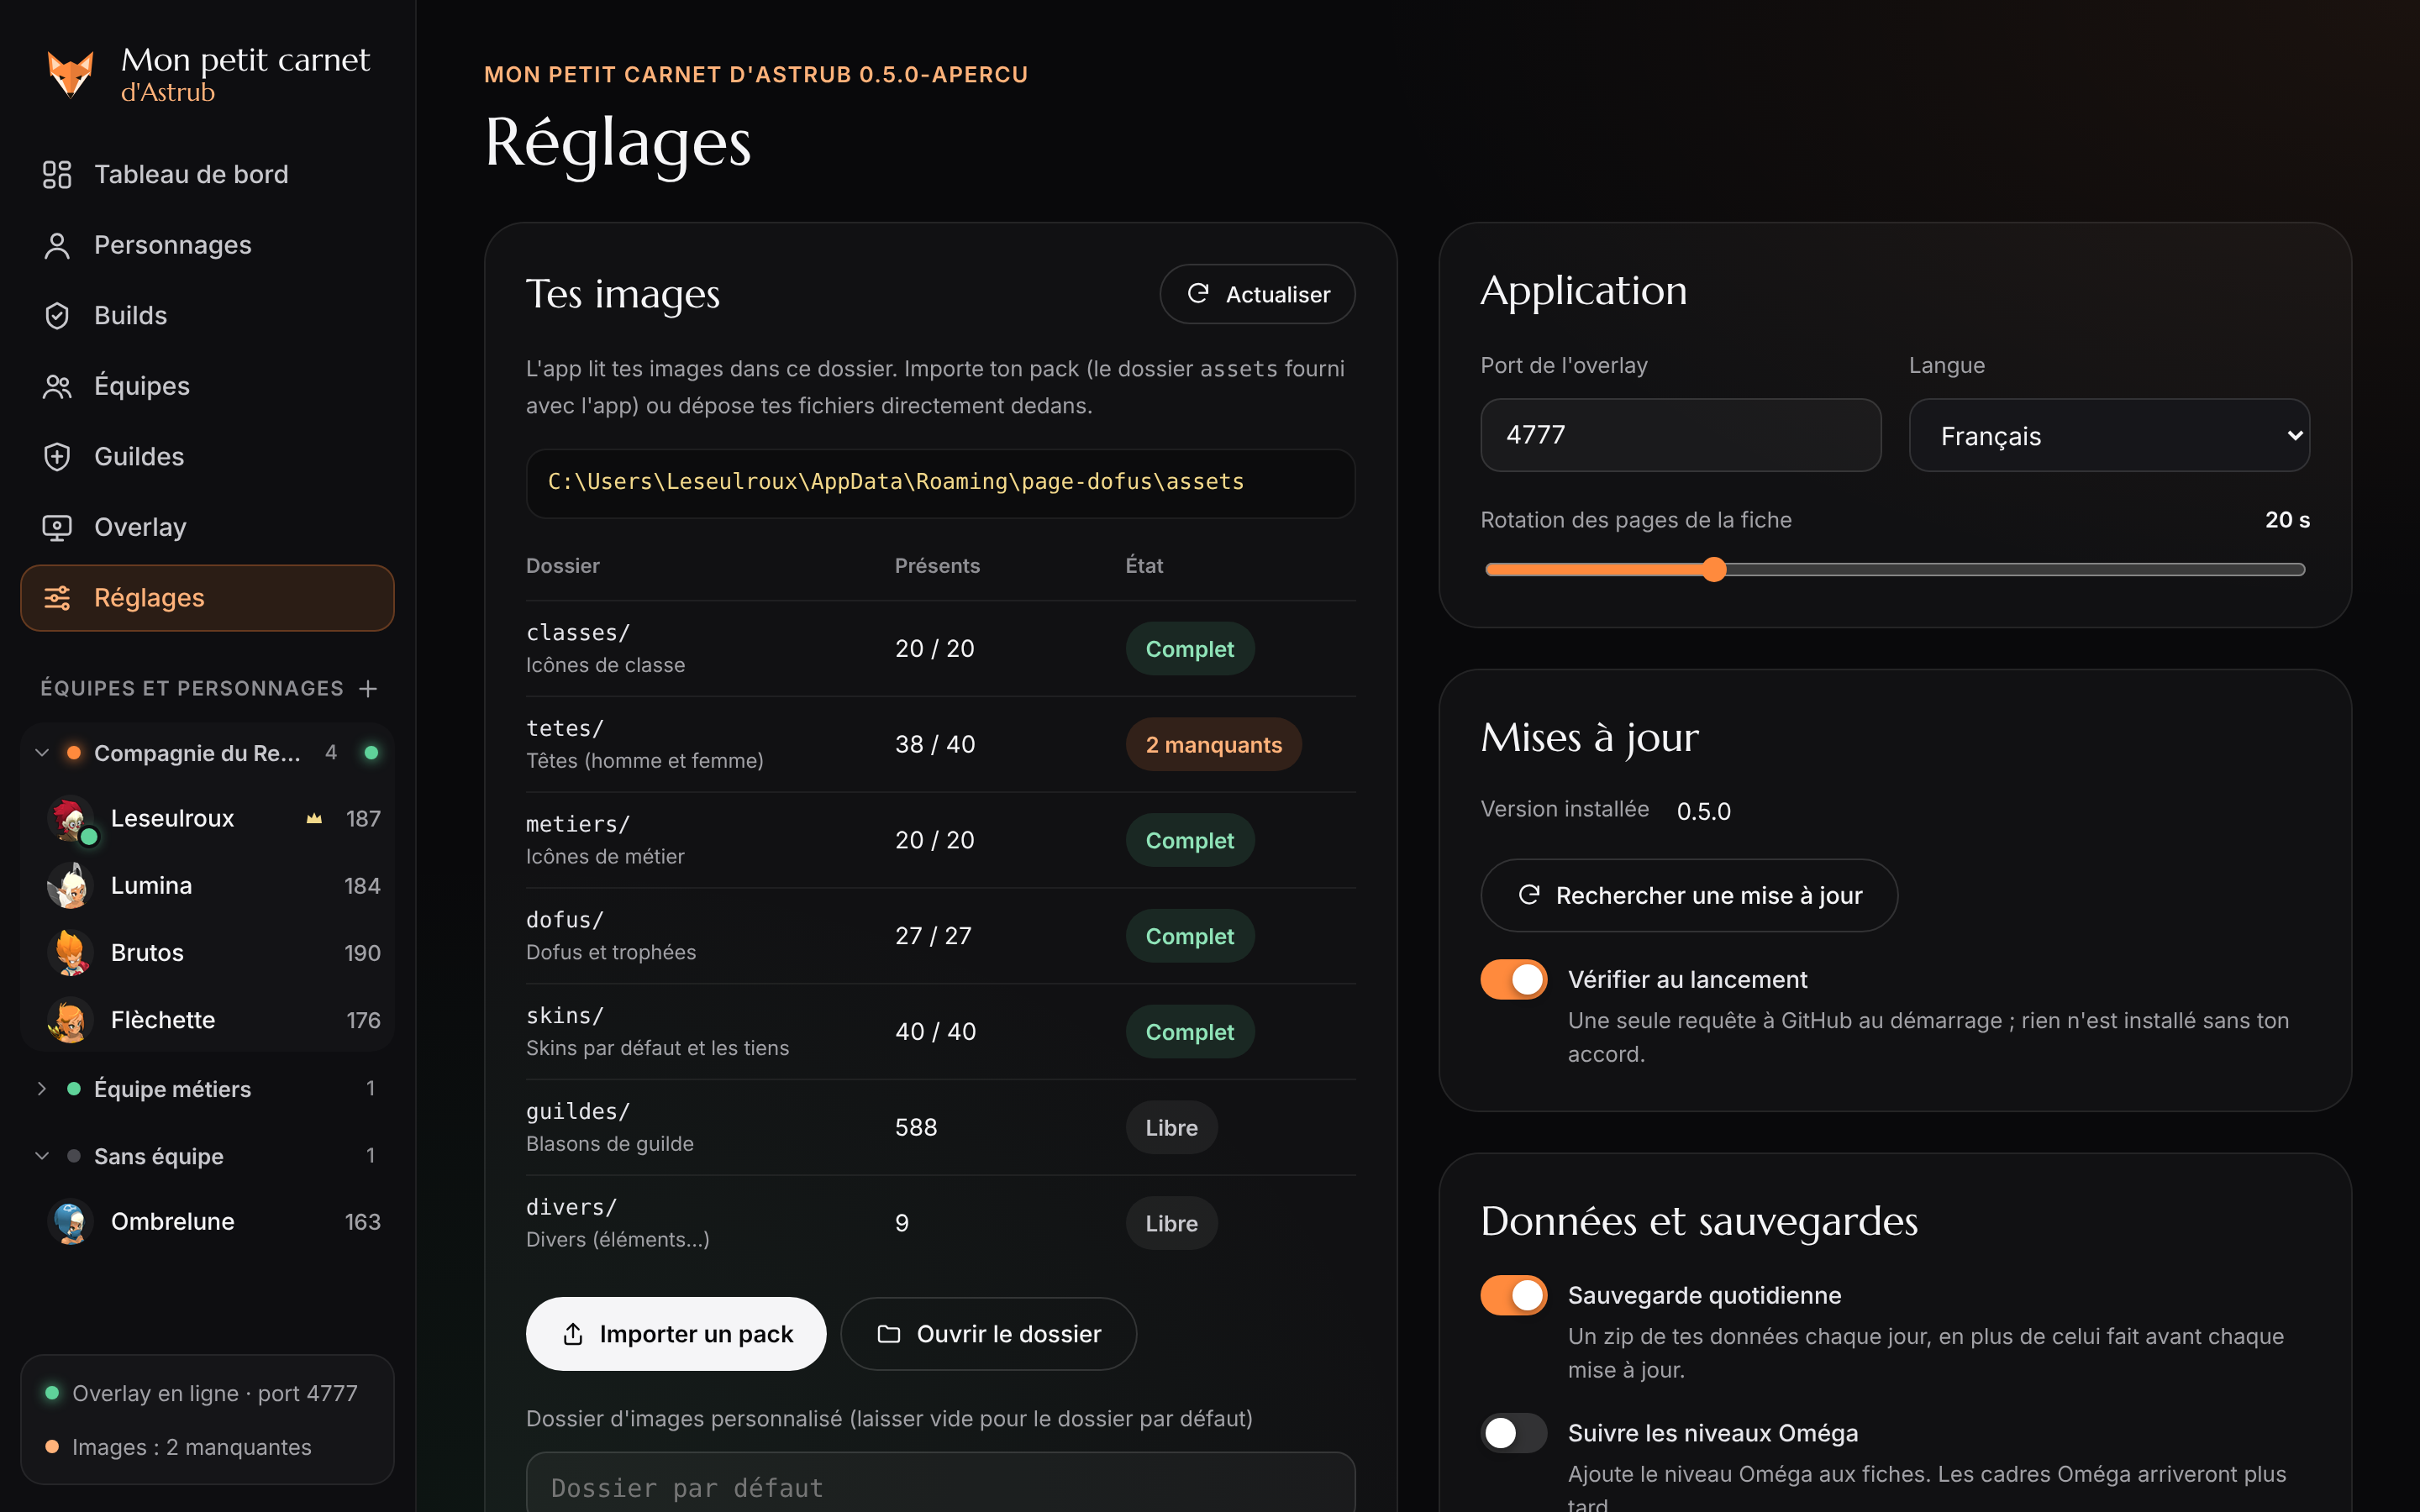 Mon petit carnet
d'Astrub
Tableau de bord
Personnages
Builds
Équipes
Guildes
Overlay
Réglages
ÉQUIPES ET PERSONNAGES
Compagnie du Re... 4
Leseulroux 187
Lumina 184
Brutos 190
Flèchette 176
Équipe métiers 1
Sans équipe 1
Ombrelune 163
Overlay en ligne · port 4777
Images : 2 manquantes
MON PETIT CARNET D'ASTRUB 0.5.0-APERCU
Réglages
Tes images
Actualiser
L'app lit tes images dans ce dossier. Importe ton pack (le dossier assets fourni
avec l'app) ou dépose tes fichiers directement dedans.
C:\Users\Leseulroux\AppData\Roaming\page-dofus\assets
Dossier Présents État
classes/
Icônes de classe
20 / 20
Complet
tetes/
Têtes (homme et femme)
38 / 40
2 manquants
metiers/
Icônes de métier
20 / 20
Complet
dofus/
Dofus et trophées
27 / 27
Complet
skins/
Skins par défaut et les tiens
40 / 40
Complet
guildes/
Blasons de guilde
588
Libre
divers/
Divers (éléments...)
9
Libre
Importer un pack
Ouvrir le dossier
Dossier d'images personnalisé (laisser vide pour le dossier par défaut)
Dossier par défaut
Application
Port de l'overlay
4777
Langue
Français
Rotation des pages de la fiche 20 s
Mises à jour
Version installée 0.5.0
Rechercher une mise à jour
Vérifier au lancement
Une seule requête à GitHub au démarrage ; rien n'est installé sans ton
accord.
Données et sauvegardes
Sauvegarde quotidienne
Un zip de tes données chaque jour, en plus de celui fait avant chaque
mise à jour.
Suivre les niveaux Oméga
Ajoute le niveau Oméga aux fiches. Les cadres Oméga arriveront plus
tard.